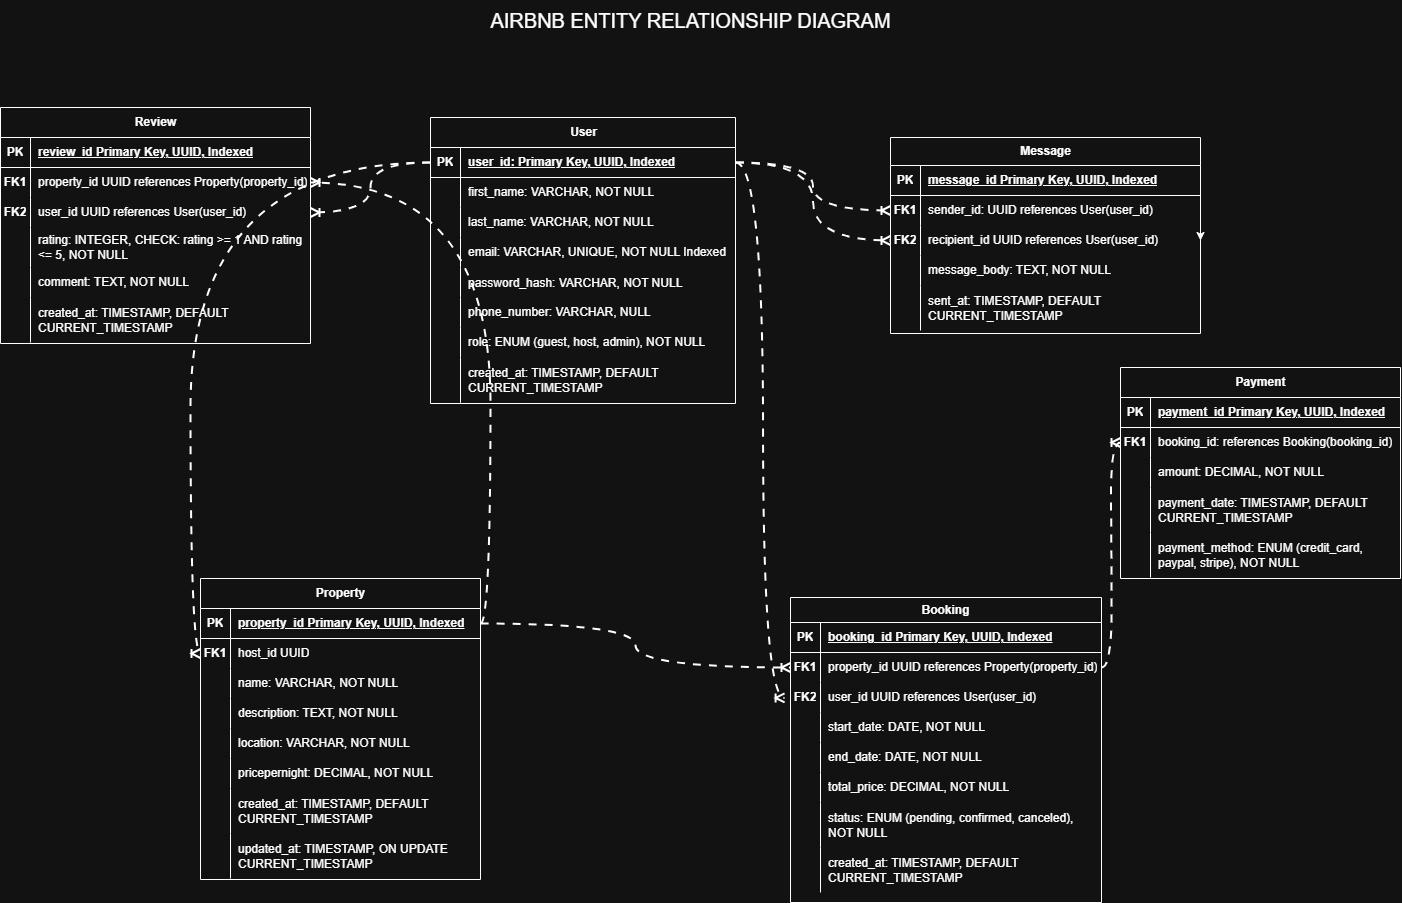 AIRBNB ENTITY RELATIONSHIP DIAGRAM
Review
PK review_id Primary Key, UUID, Indexed
FK1 property_id UUID references Property(property_id)
FK2 user_id UUID references User(user_id)
rating: INTEGER, CHECK: rating >= 1 AND rating
<= 5, NOT NULL
comment: TEXT, NOT NULL
created_at: TIMESTAMP, DEFAULT
CURRENT_TIMESTAMP
User
PK user_id: Primary Key, UUID, Indexed
first_name: VARCHAR, NOT NULL
last_name: VARCHAR, NOT NULL
email: VARCHAR, UNIQUE, NOT NULL Indexed
password_hash: VARCHAR, NOT NULL
phone_number: VARCHAR, NULL
role: ENUM (guest, host, admin), NOT NULL
created_at: TIMESTAMP, DEFAULT
CURRENT_TIMESTAMP
Message
PK message_id Primary Key, UUID, Indexed
FK1 sender_id: UUID references User(user_id)
FK2 recipient_id UUID references User(user_id)
message_body: TEXT, NOT NULL
sent_at: TIMESTAMP, DEFAULT
CURRENT_TIMESTAMP
Payment
PK payment_id Primary Key, UUID, Indexed
FK1 booking_id: references Booking(booking_id)
amount: DECIMAL, NOT NULL
payment_date: TIMESTAMP, DEFAULT
CURRENT_TIMESTAMP
payment_method: ENUM (credit_card,
paypal, stripe), NOT NULL
Property
PK property_id Primary Key, UUID, Indexed
FK1 host_id UUID
name: VARCHAR, NOT NULL
description: TEXT, NOT NULL
location: VARCHAR, NOT NULL
pricepernight: DECIMAL, NOT NULL
created_at: TIMESTAMP, DEFAULT
CURRENT_TIMESTAMP
updated_at: TIMESTAMP, ON UPDATE
CURRENT_TIMESTAMP
Booking
PK booking_id Primary Key, UUID, Indexed
FK1 property_id UUID references Property(property_id)
FK2 user_id UUID references User(user_id)
start_date: DATE, NOT NULL
end_date: DATE, NOT NULL
total_price: DECIMAL, NOT NULL
status: ENUM (pending, confirmed, canceled),
NOT NULL
created_at: TIMESTAMP, DEFAULT
CURRENT_TIMESTAMP